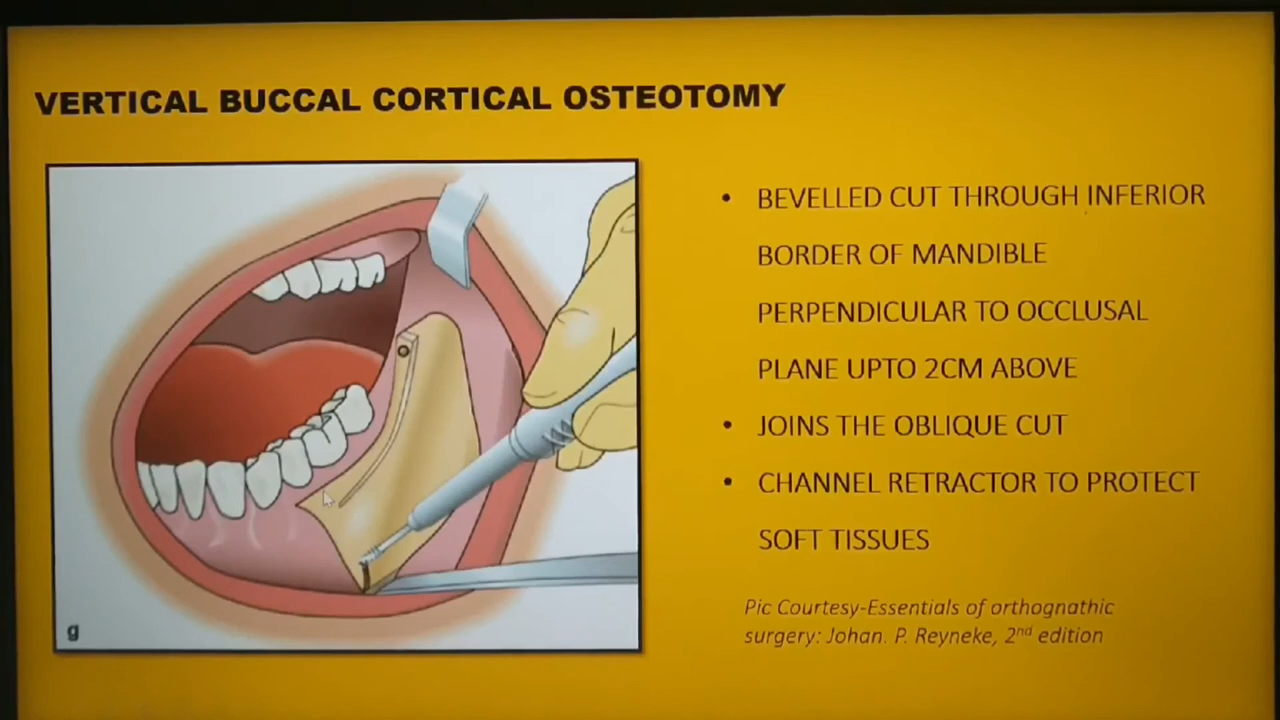 VERTICAL BUCCAL CORTICAL OSTEOTOMY
• BEVELLED CUT THROUGH INFERIOR
BORDER OF MANDIBLE
PERPENDICULAR TO OCCLUSAL
PLANE UPTO 2CM ABOVE
• JOINS THE OBLIQUE CUT
• CHANNEL RETRACTOR TO PROTECT
SOFT TISSUES
g
Pic Courtesy-Essentials of orthognathic
surgery: Johan. P. Reyneke, 2nd edition